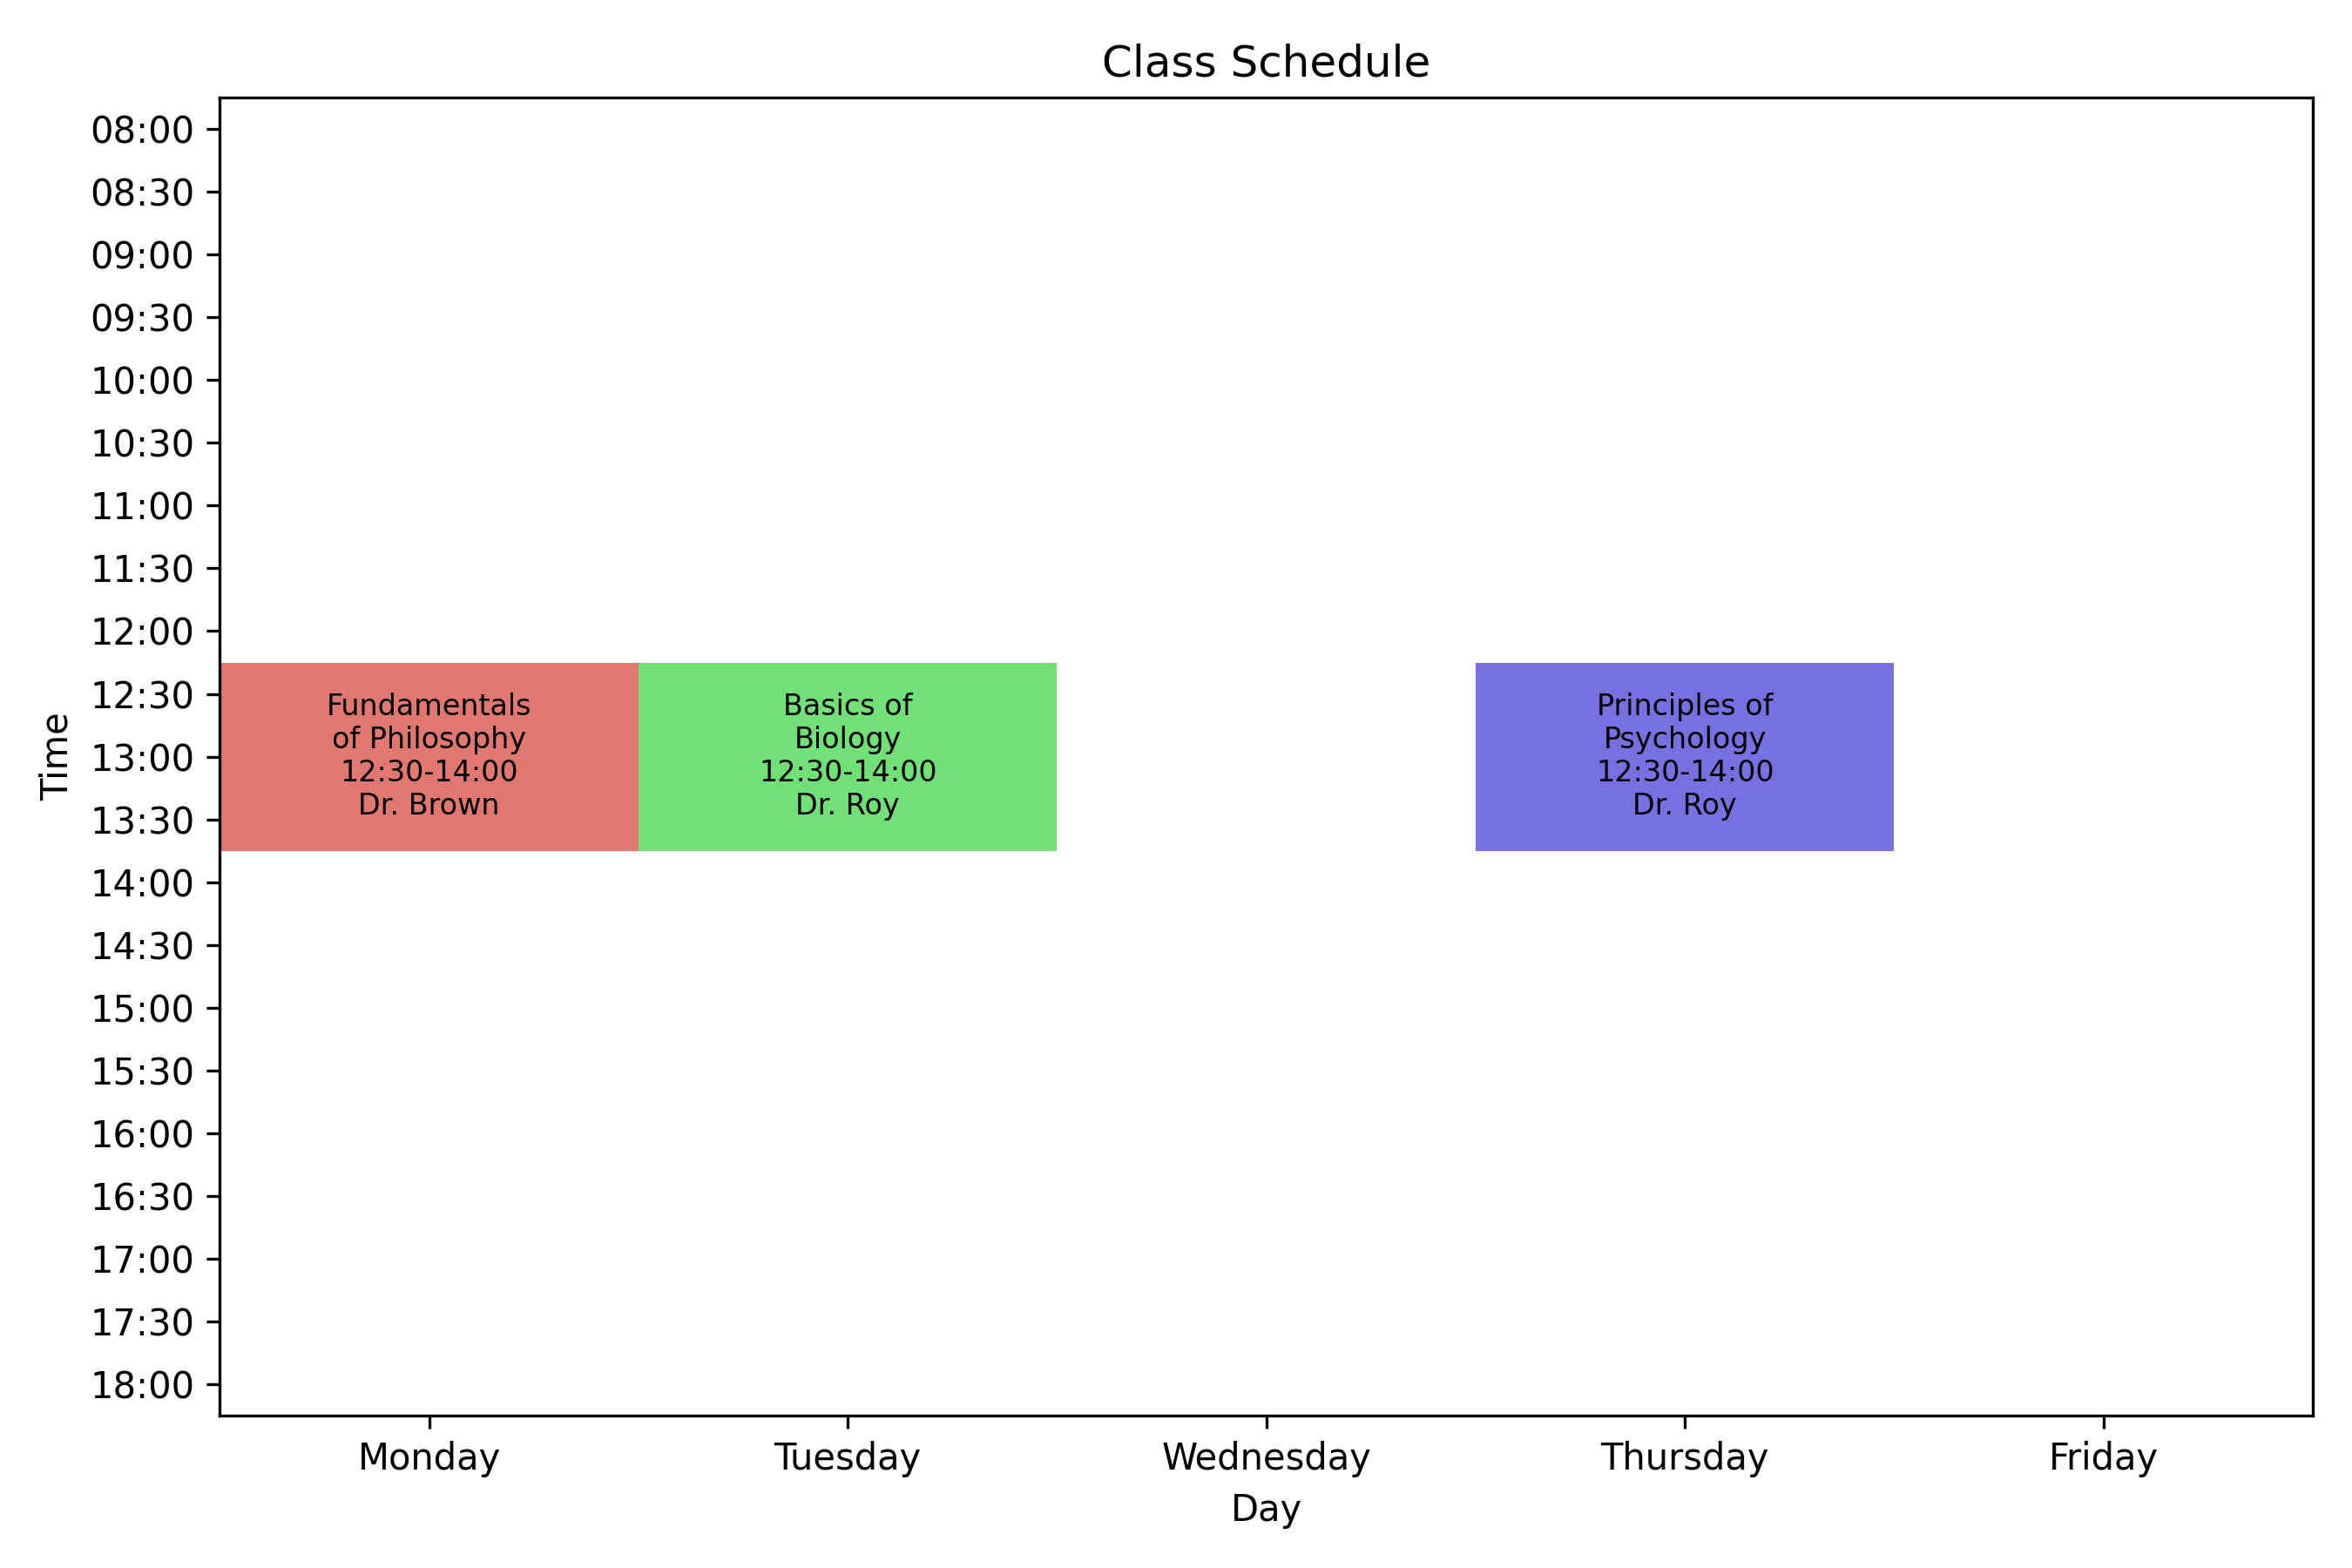 Class Schedule
Time
08:00
08:30
09:00
09:30
10:00
10:30
11:00
11:30
12:00
12:30
13:00
13:30
14:00
14:30
15:00
15:30
16:00
16:30
17:00
17:30
18:00
Fundamentals
of Philosophy
12:30-14:00
Dr. Brown
Basics of
Biology
12:30-14:00
Dr. Roy
Principles of
Psychology
12:30-14:00
Dr. Roy
Monday
Tuesday
Wednesday
Thursday
Friday
Day